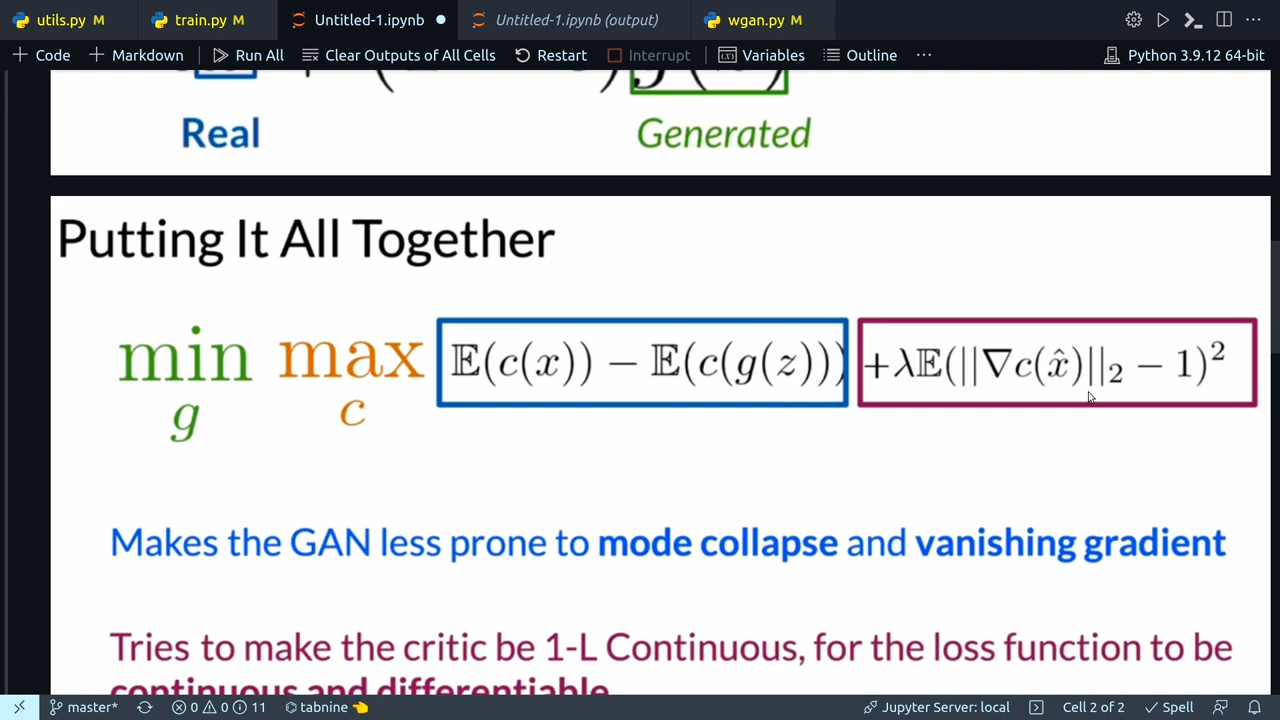 utils.py M train.py M Untitled-1.ipynb Untitled-1.ipynb (output) wgan.py M
Code Markdown Run All Clear Outputs of All Cells Restart Interrupt Variables Outline ... Python 3.9.12 64-bit
Real Generated
Putting It All Together
min max 𝔼(c(x)) − 𝔼(c(g(z))) +λ𝔼(||∇c(x̂)||₂ − 1)²
g c
Makes the GAN less prone to mode collapse and vanishing gradient
Tries to make the critic be 1-L Continuous, for the loss function to be
continuous and differentiable
master* 0 0 11 tabnine Jupyter Server: local Cell 2 of 2 Spell